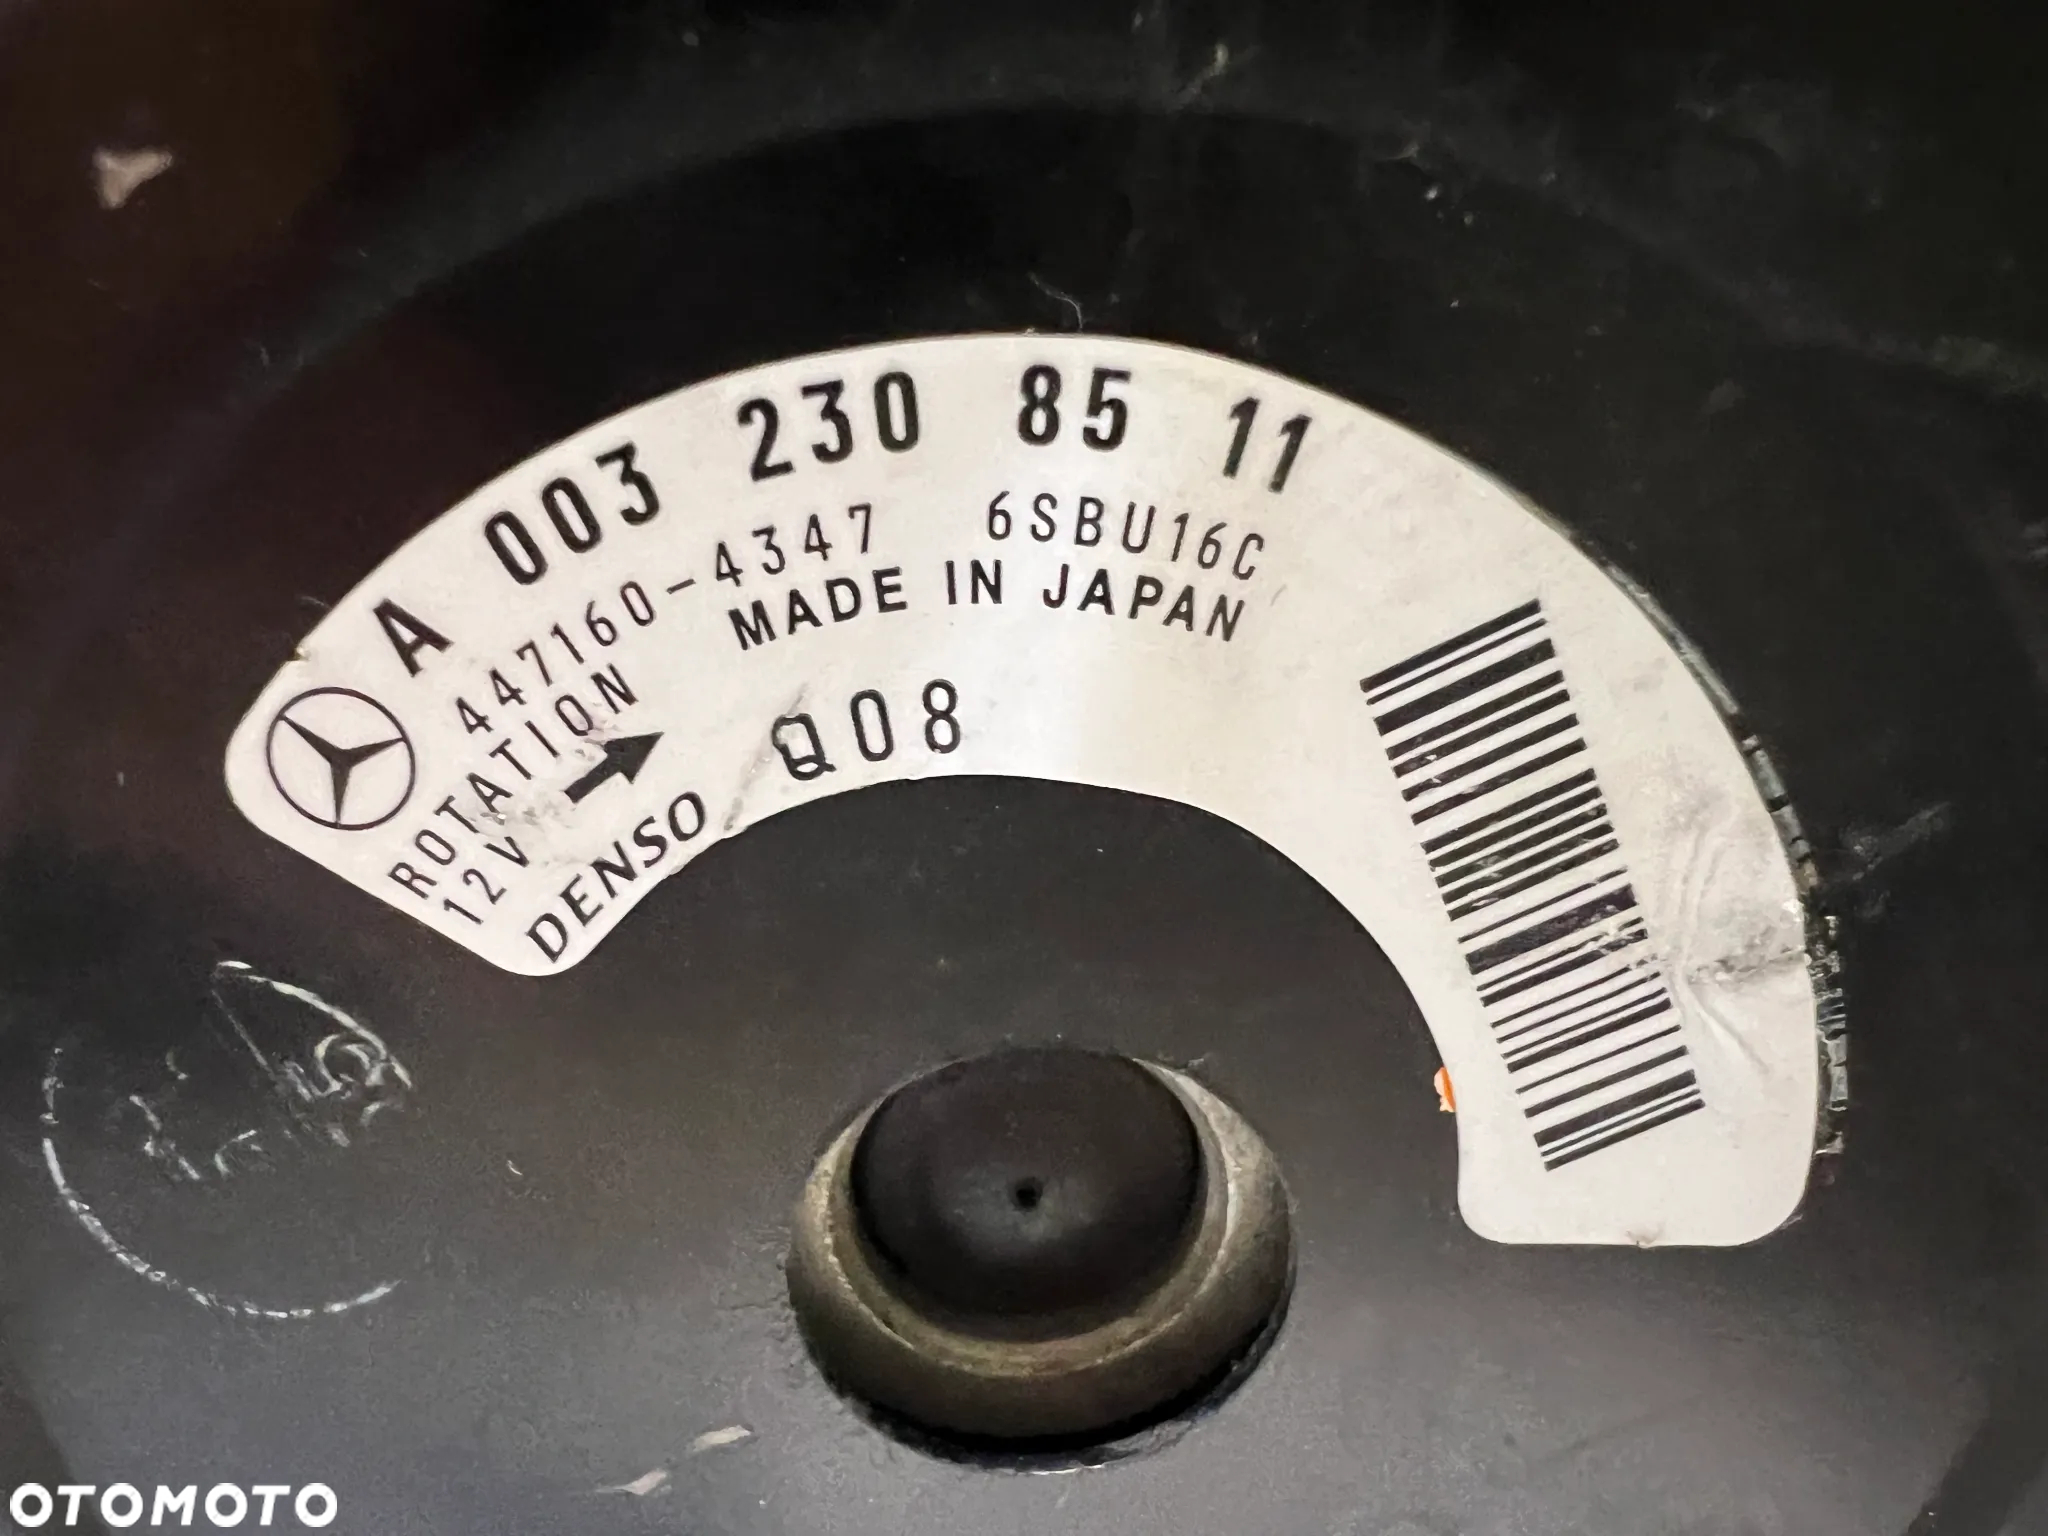 A 003 230 85 11
447160-4347 6SBU16C
ROTATION MADE IN JAPAN
12V
DENSO Q08
OTOMOTO